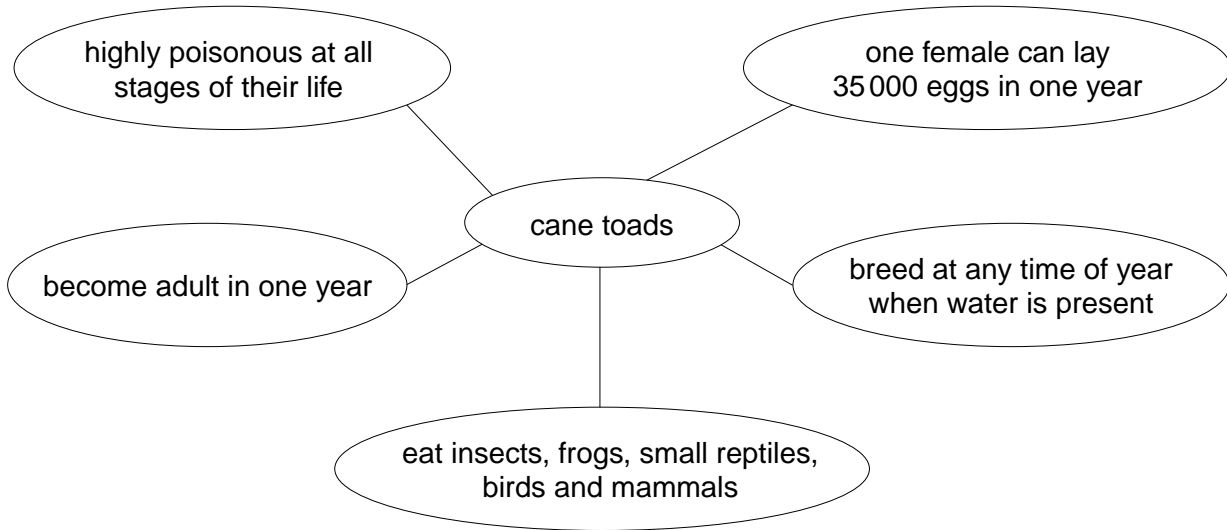 highly poisonous at all
stages of their life
one female can lay
35 000 eggs in one year
cane toads
become adult in one year
breed at any time of year
when water is present
eat insects, frogs, small reptiles,
birds and mammals